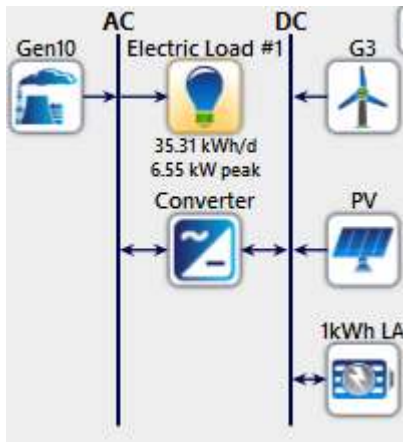 AC DC
Gen10 Electric Load #1 G3
35.31 kWh/d
6.55 kW peak
Converter PV
1kWh LA